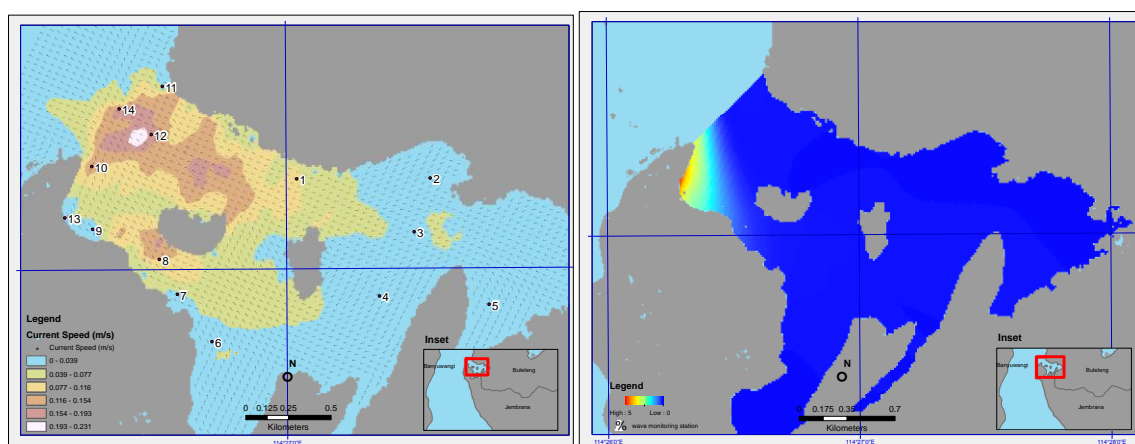 11
14
12
10
1
2
13
9
3
8
7
4
5
6
Legend
Current Speed (m/s)
Current Speed (m/s)
0 - 0.039
0.039 - 0.077
0.077 - 0.116
0.116 - 0.154
0.154 - 0.193
0.193 - 0.231
N
0 0.125 0.25 0.5
Kilometers
Inset
Banyuwangi
Buleleng
Jembrana
114°27'0"E
Legend
High : 5 Low : 0
% wave monitoring station
N
0 0.175 0.35 0.7
Kilometers
Inset
Banyuwangi
Buleleng
Jembrana
114°26'0"E
114°27'0"E
114°28'0"E